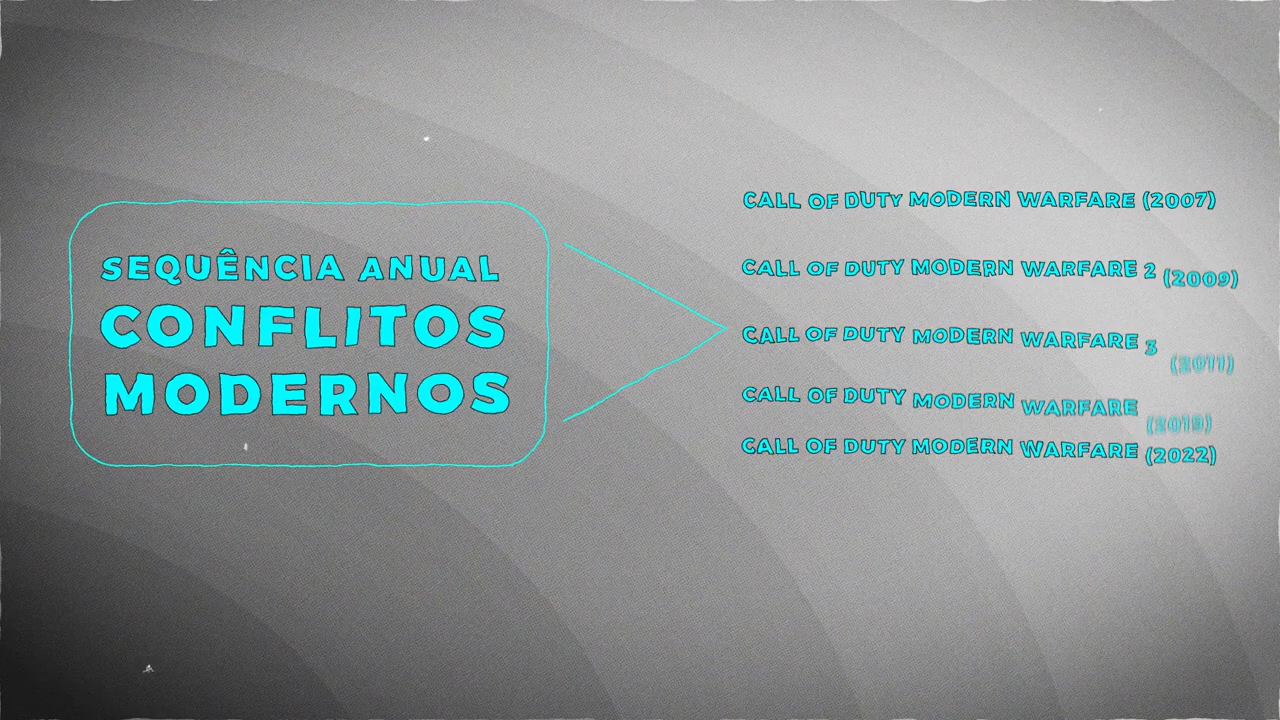 SEQUÊNCIA ANUAL
CONFLITOS
MODERNOS
CALL OF DUTY MODERN WARFARE (2007)
CALL OF DUTY MODERN WARFARE 2 (2009)
CALL OF DUTY MODERN WARFARE 3 (2011)
CALL OF DUTY MODERN WARFARE (2019)
CALL OF DUTY MODERN WARFARE (2022)